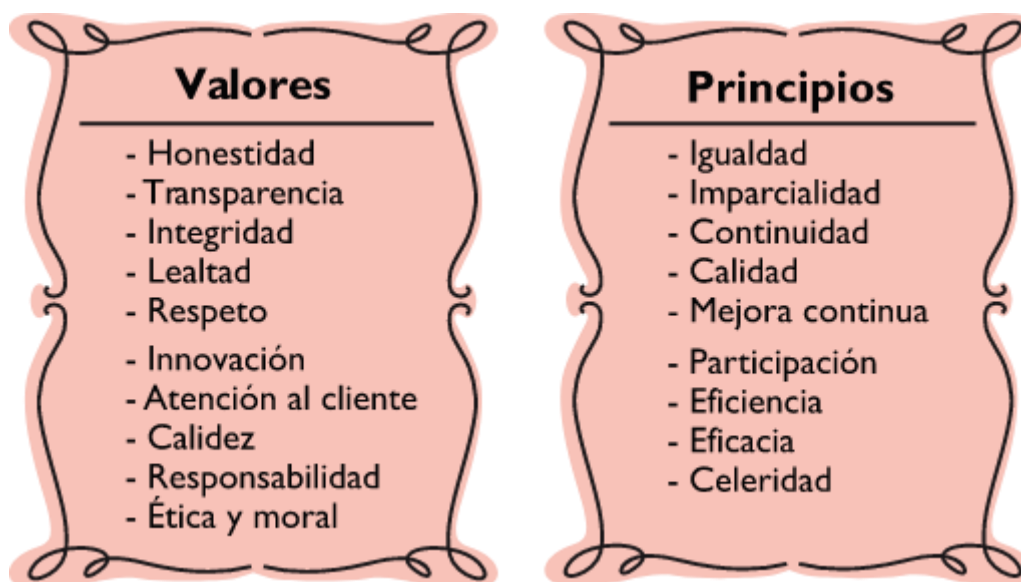 Valores
- Honestidad
- Transparencia
- Integridad
- Lealtad
- Respeto
- Innovación
- Atención al cliente
- Calidez
- Responsabilidad
- Ética y moral
Principios
- Igualdad
- Imparcialidad
- Continuidad
- Calidad
- Mejora continua
- Participación
- Eficiencia
- Eficacia
- Celeridad